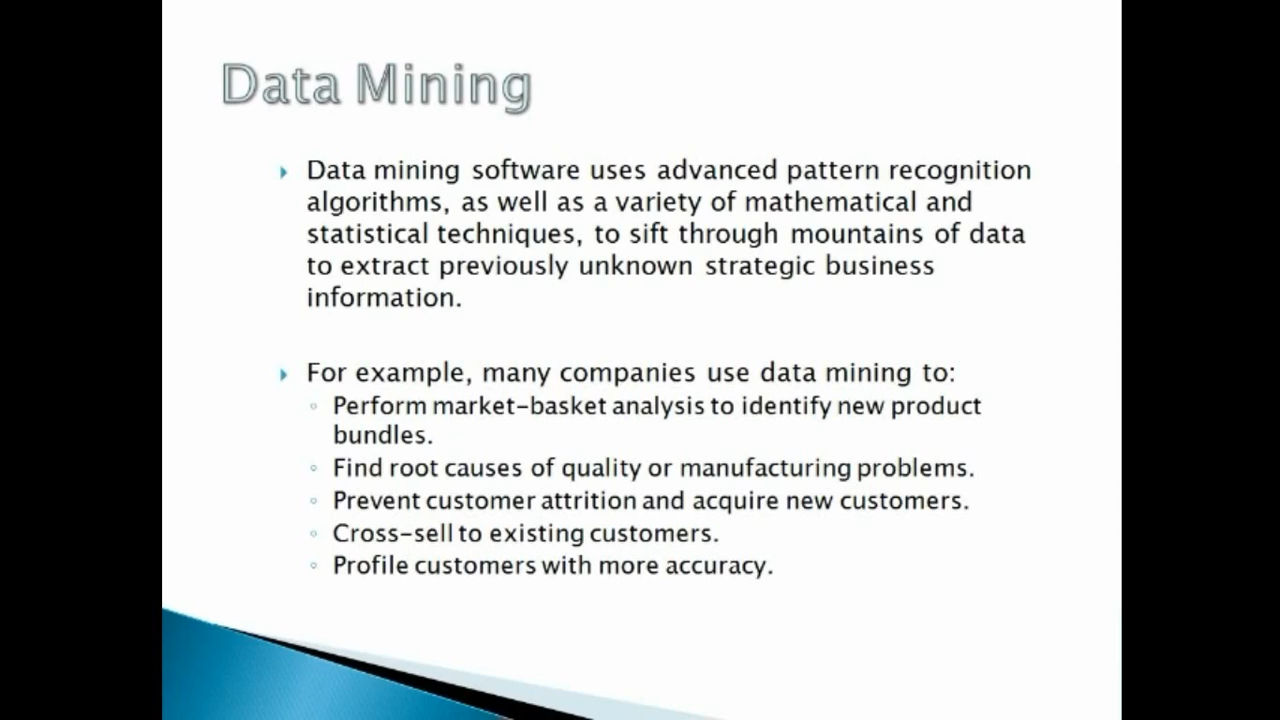 Data Mining
Data mining software uses advanced pattern recognition
algorithms, as well as a variety of mathematical and
statistical techniques, to sift through mountains of data
to extract previously unknown strategic business
information.
For example, many companies use data mining to:
Perform market-basket analysis to identify new product
bundles.
Find root causes of quality or manufacturing problems.
Prevent customer attrition and acquire new customers.
Cross-sell to existing customers.
Profile customers with more accuracy.